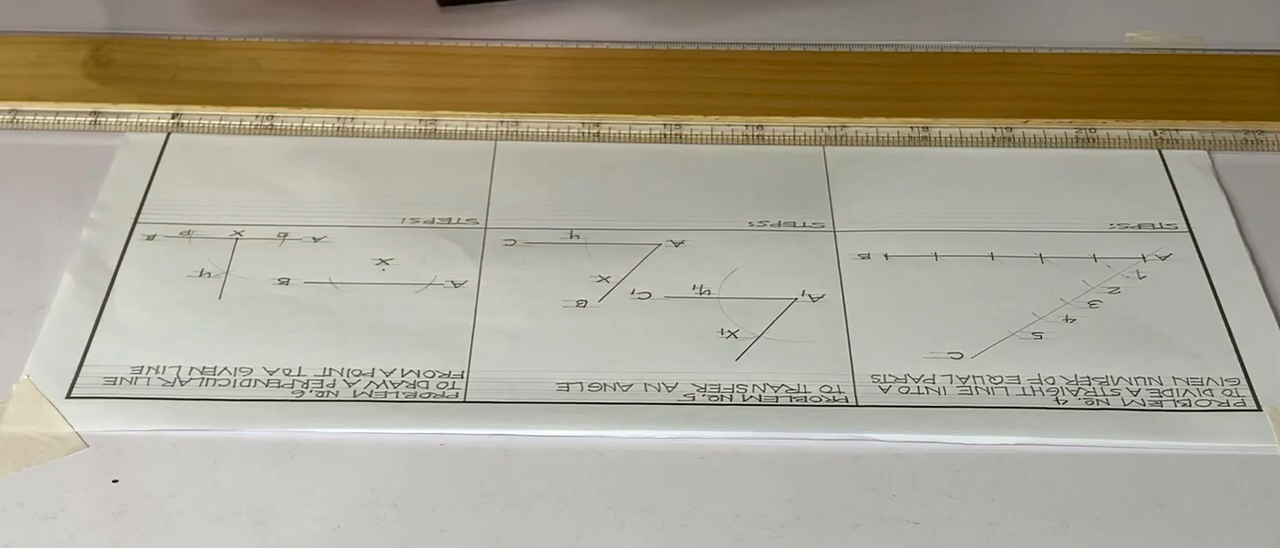 PROBLEM NO. 4
TO DIVIDE A STRAIGHT LINE INTO A
GIVEN NUMBER OF EQUAL PARTS
C
5
4
3
2
1
A
B
STEPS:
PROBLEM NO. 5
TO TRANSFER AN ANGLE
X1
A1
Y1
C1
B
X
A
Y
C
STEPS:
PROBLEM NO. 6
TO DRAW A PERPENDICULAR LINE
FROM A POINT TO A GIVEN LINE
A
B
X
Y
A
X
B
STEPS: